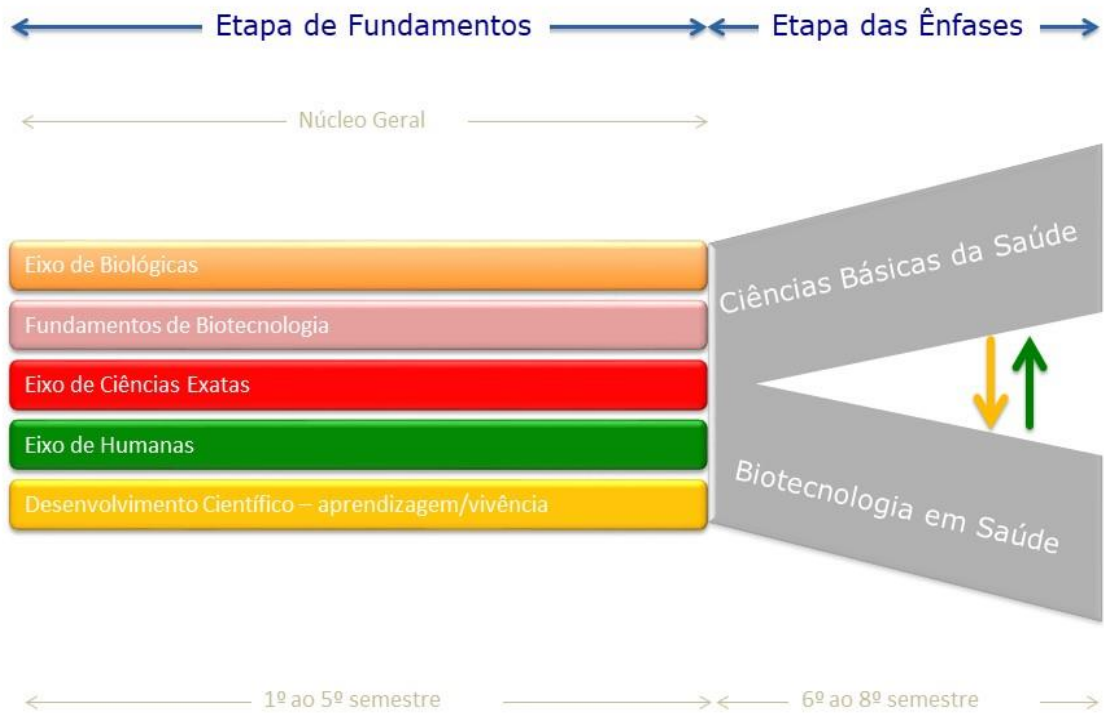 Etapa de Fundamentos
Etapa das Ênfases
Núcleo Geral
Eixo de Biológicas
Fundamentos de Biotecnologia
Eixo de Ciências Exatas
Eixo de Humanas
Desenvolvimento Científico – aprendizagem/vivência
Ciências Básicas da Saúde
Biotecnologia em Saúde
1º ao 5º semestre
6º ao 8º semestre